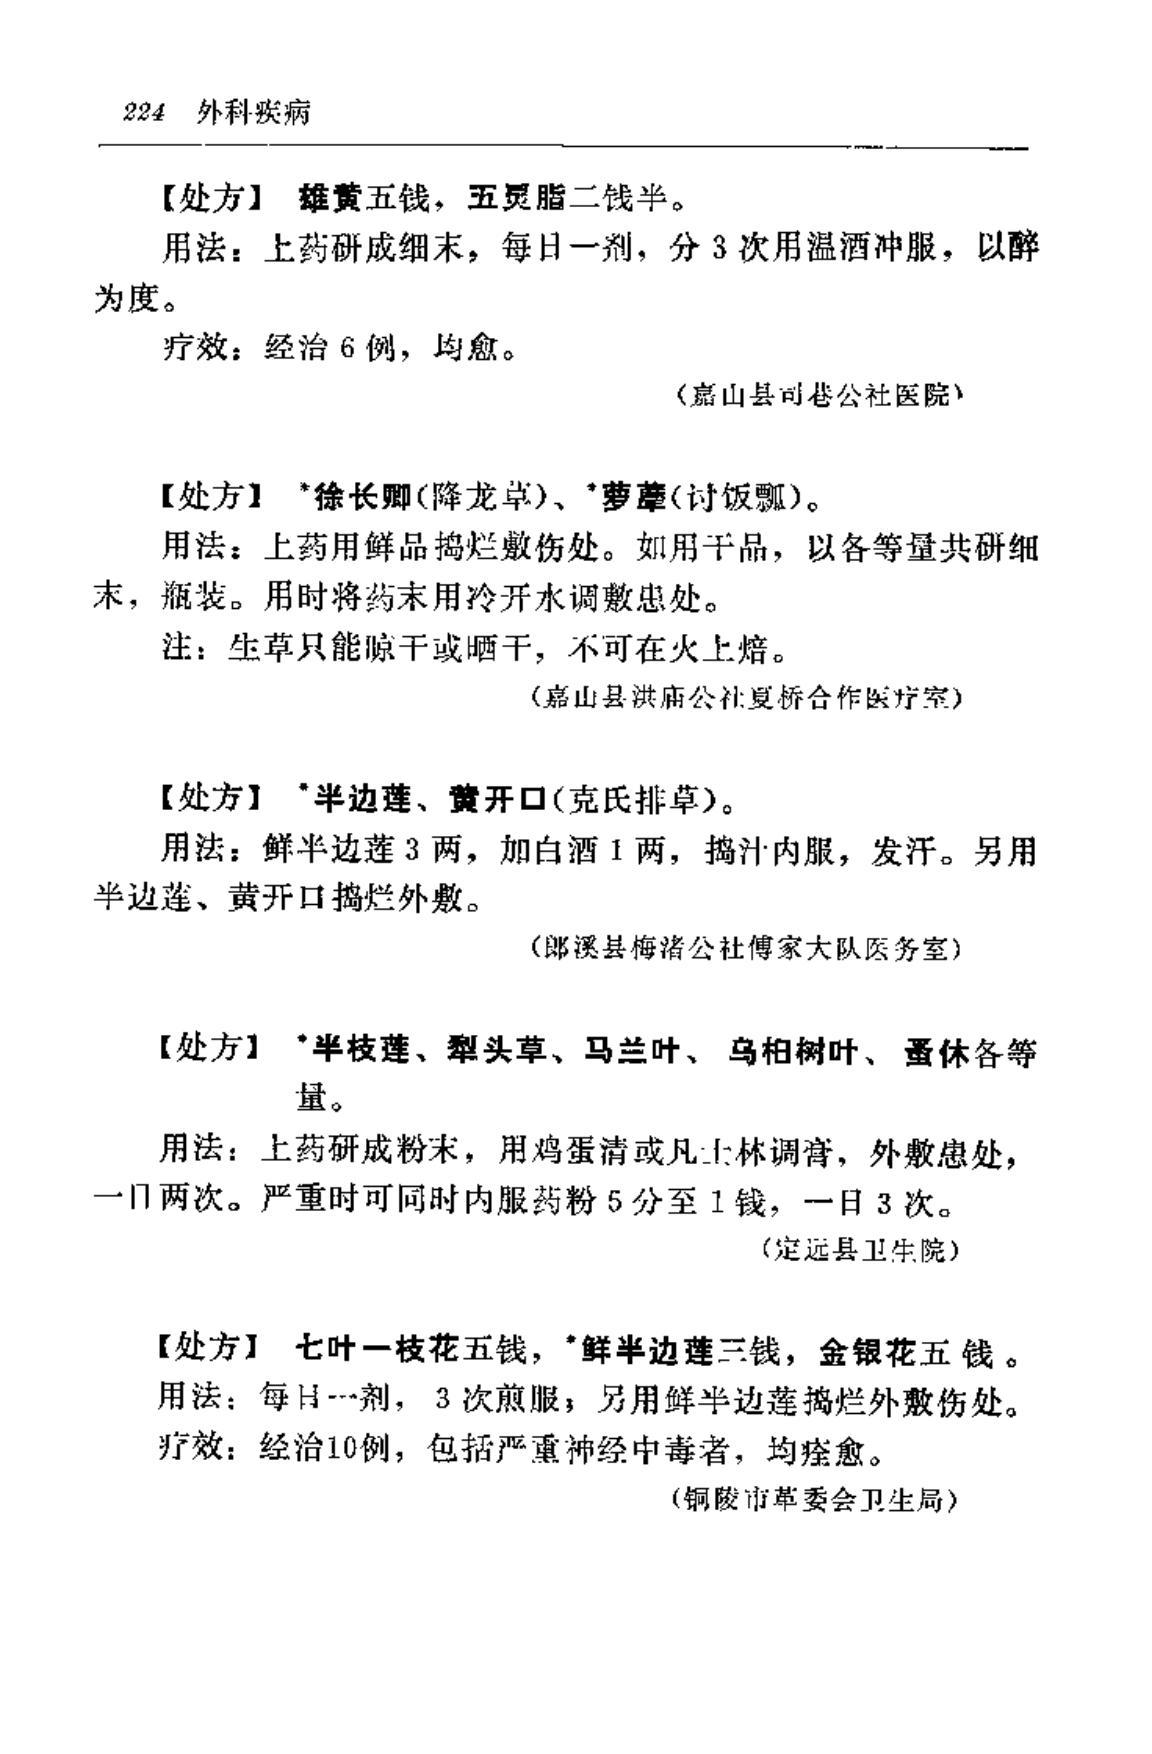 224 外科疾病
【处方】 雄黄五钱，五灵脂二钱半。
用法：上药研成细末，每日一剂，分 3 次用温酒冲服，以醉
为度。
疗效：经治 6 例，均愈。
（嘉山县司巷公社医院）
【处方】 *徐长卿(降龙草)、*萝藦(讨饭瓢)。
用法：上药用鲜品捣烂敷伤处。如用干品，以各等量共研细
末，瓶装。用时将药末用冷开水调敷患处。
注：生草只能晾干或晒干，不可在火上焙。
（嘉山县洪庙公社夏桥合作医疗室）
【处方】 *半边莲、黄开口(克氏排草)。
用法：鲜半边莲 3 两，加白酒 1 两，捣汁内服，发汗。另用
半边莲、黄开口捣烂外敷。
（郎溪县梅渚公社傅家大队医务室）
【处方】 *半枝莲、犁头草、马兰叶、 乌桕树叶、 蚤休各等
量。
用法：上药研成粉末，用鸡蛋清或凡士林调膏，外敷患处，
一日两次。严重时可同时内服药粉 5 分至 1 钱，一日 3 次。
（定远县卫生院）
【处方】 七叶一枝花五钱，*鲜半边莲三钱，金银花五 钱 。
用法：每日一剂， 3 次煎服；另用鲜半边莲捣烂外敷伤处。
疗效：经治10例，包括严重神经中毒者，均痊愈。
（铜陵市革委会卫生局）